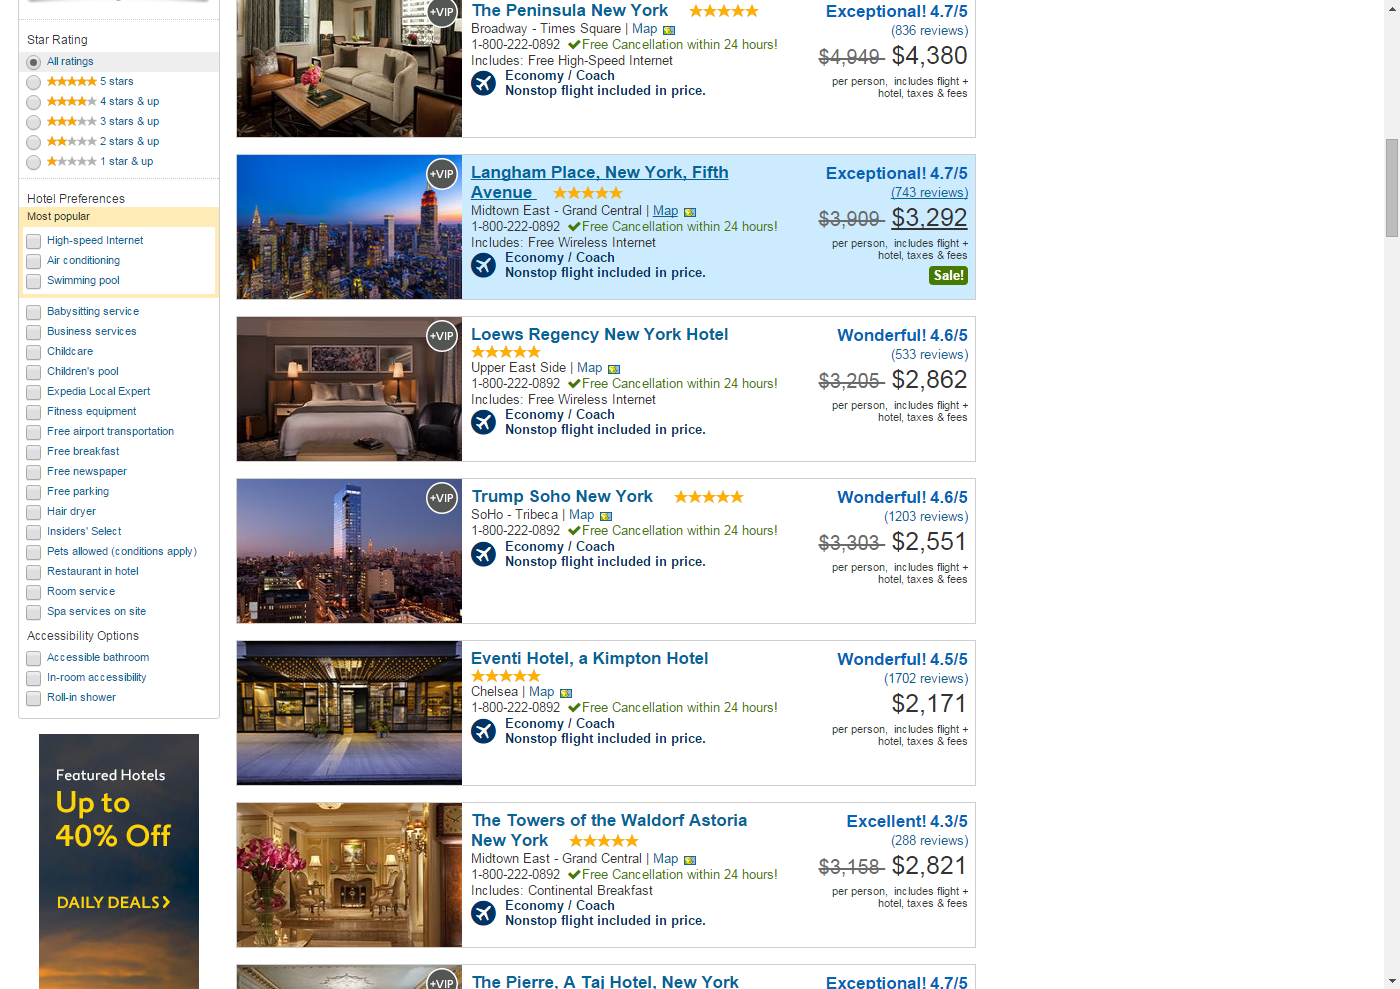 Star Rating
All ratings
5 stars
4 stars & up
3 stars & up
2 stars & up
1 star & up
Hotel Preferences
Most popular
High-speed Internet
Air conditioning
Swimming pool
Babysitting service
Business services
Childcare
Children's pool
Expedia Local Expert
Fitness equipment
Free airport transportation
Free breakfast
Free newspaper
Free parking
Hair dryer
Insiders' Select
Pets allowed (conditions apply)
Restaurant in hotel
Room service
Spa services on site
Accessibility Options
Accessible bathroom
In-room accessibility
Roll-in shower
Featured Hotels
Up to
40% Off
DAILY DEALS
+VIP
The Peninsula New York
Broadway - Times Square | Map
1-800-222-0892 Free Cancellation within 24 hours!
Includes: Free High-Speed Internet
Economy / Coach
Nonstop flight included in price.
Exceptional! 4.7/5
(836 reviews)
$4,949 $4,380
per person, includes flight +
hotel, taxes & fees
+VIP
Langham Place, New York, Fifth
Avenue
Midtown East - Grand Central | Map
1-800-222-0892 Free Cancellation within 24 hours!
Includes: Free Wireless Internet
Economy / Coach
Nonstop flight included in price.
Exceptional! 4.7/5
(743 reviews)
$3,909 $3,292
per person, includes flight +
hotel, taxes & fees
Sale!
+VIP
Loews Regency New York Hotel
Upper East Side | Map
1-800-222-0892 Free Cancellation within 24 hours!
Includes: Free Wireless Internet
Economy / Coach
Nonstop flight included in price.
Wonderful! 4.6/5
(533 reviews)
$3,205 $2,862
per person, includes flight +
hotel, taxes & fees
+VIP
Trump Soho New York
SoHo - Tribeca | Map
1-800-222-0892 Free Cancellation within 24 hours!
Economy / Coach
Nonstop flight included in price.
Wonderful! 4.6/5
(1203 reviews)
$3,303 $2,551
per person, includes flight +
hotel, taxes & fees
Eventi Hotel, a Kimpton Hotel
Chelsea | Map
1-800-222-0892 Free Cancellation within 24 hours!
Economy / Coach
Nonstop flight included in price.
Wonderful! 4.5/5
(1702 reviews)
$2,171
per person, includes flight +
hotel, taxes & fees
The Towers of the Waldorf Astoria
New York
Midtown East - Grand Central | Map
1-800-222-0892 Free Cancellation within 24 hours!
Includes: Continental Breakfast
Economy / Coach
Nonstop flight included in price.
Excellent! 4.3/5
(288 reviews)
$3,158 $2,821
per person, includes flight +
hotel, taxes & fees
+VIP
The Pierre, A Taj Hotel, New York
Exceptional! 4.7/5